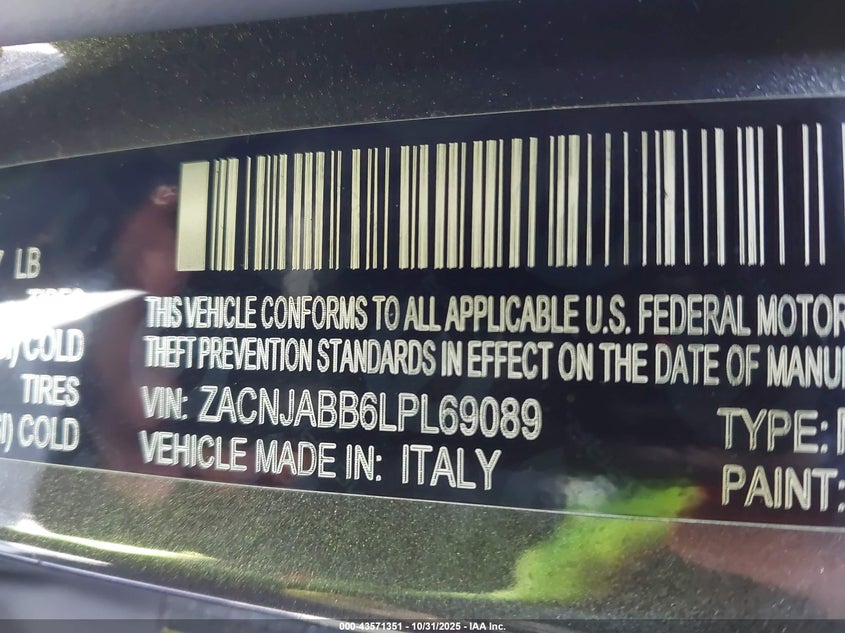 LB
TIRES
COLD
TIRES
COLD
THIS VEHICLE CONFORMS TO ALL APPLICABLE U.S. FEDERAL MOTOR
THEFT PREVENTION STANDARDS IN EFFECT ON THE DATE OF MANU
VIN: ZACNJABB6LPL69089
VEHICLE MADE IN: ITALY
TYPE:
PAINT:
000-43571351 | 10/31/2025 - IAA Inc.